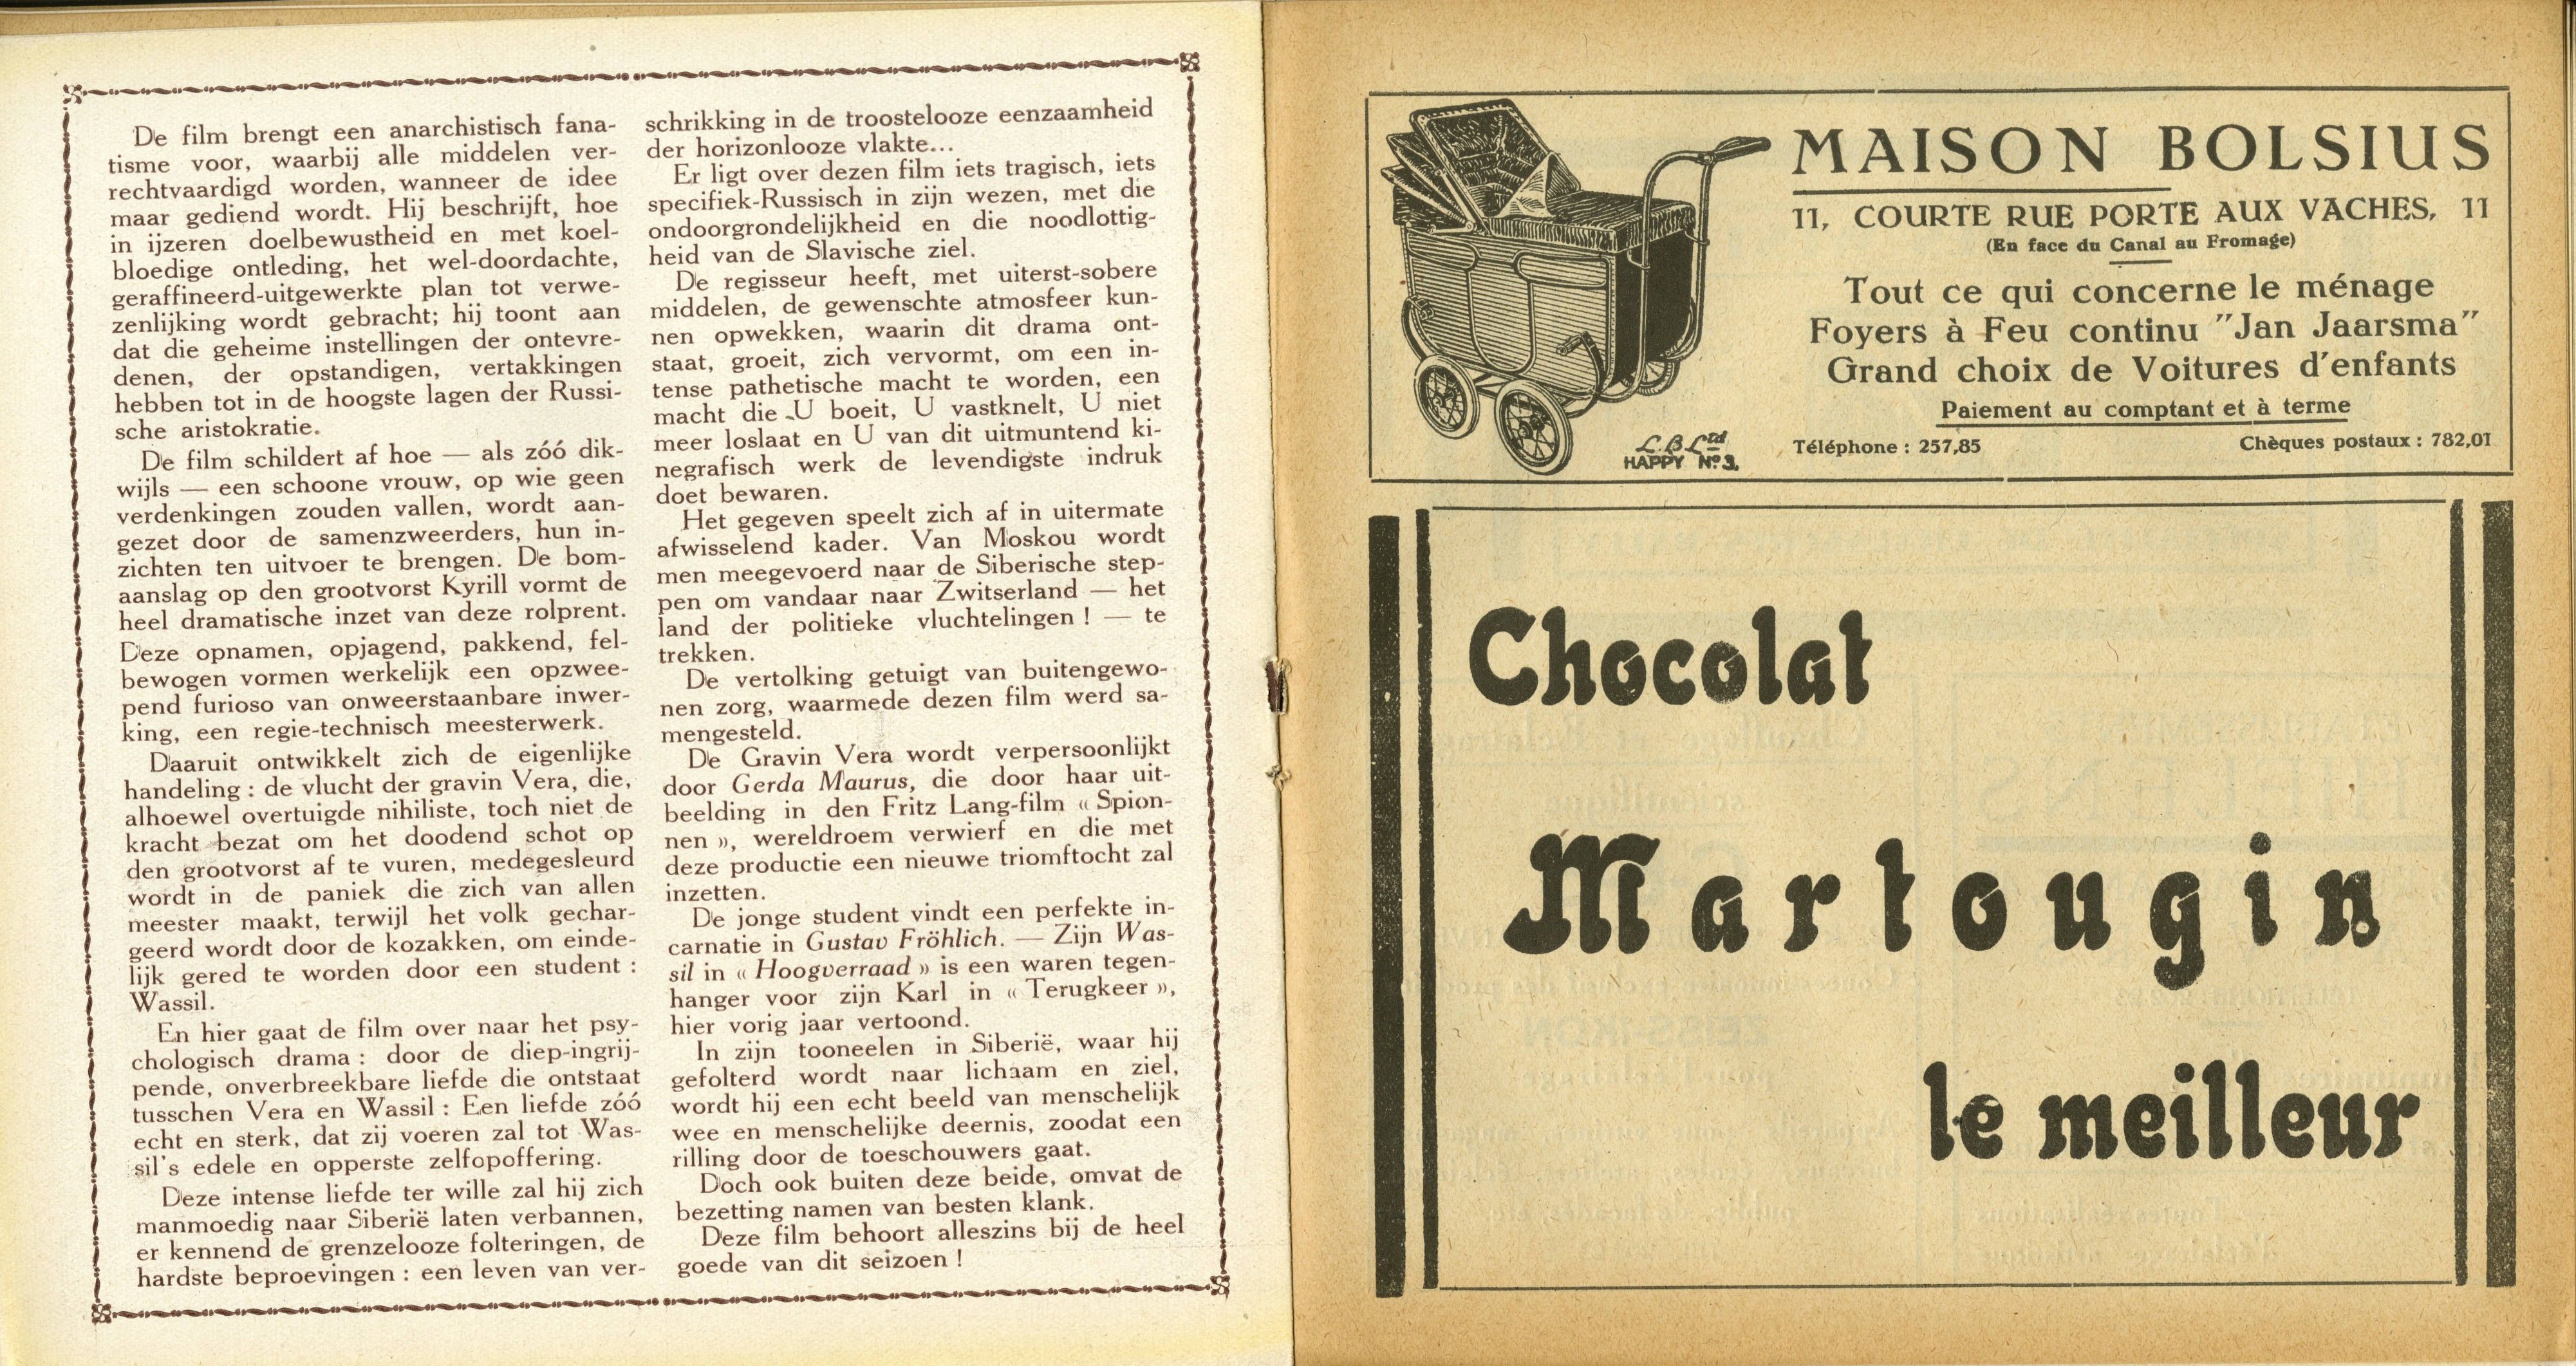 De film brengt een anarchistisch fana-
tisme voor, waarbij alle middelen ver-
rechtvaardigd worden, wanneer de idee
maar gediend wordt. Hij beschrijft, hoe
in ijzeren doelbewustheid en met koel-
bloedige ontleding, het wel-doordachte,
geraffineerd-uitgewerkte plan tot verwe-
zenlijking wordt gebracht; hij toont aan
dat die geheime instellingen der ontevre-
denen, der opstandigen, vertakkingen
hebben tot in de hoogste lagen der Russi-
sche aristokratie.
De film schildert af hoe — als zóó dik-
wijls — een schoone vrouw, op wie geen
verdenkingen zouden vallen, wordt aan-
gezet door de samenzweerders, hun in-
zichten ten uitvoer te brengen. De bom-
aanslag op den grootvorst Kyrill vormt de
heel dramatische inzet van deze rolprent.
Deze opnamen, opjagend, pakkend, fel-
bewogen vormen werkelijk een opzwee-
pend furioso van onweerstaanbare inwer-
king, een regie-technisch meesterwerk.
Daaruit ontwikkelt zich de eigenlijke
handeling : de vlucht der gravin Vera, die,
alhoewel overtuigde nihiliste, toch niet de
kracht bezat om het doodend schot op
den grootvorst af te vuren, medegesleurd
wordt in de paniek die zich van allen
meester maakt, terwijl het volk gechar-
geerd wordt door de kozakken, om einde-
lijk gered te worden door een student :
Wassil.
En hier gaat de film over naar het psy-
chologisch drama : door de diep-ingrij-
pende, onverbreekbare liefde die ontstaat
tusschen Vera en Wassil : Een liefde zóó
echt en sterk, dat zij voeren zal tot Was-
sil's edele en opperste zelfopoffering.
Deze intense liefde ter wille zal hij zich
manmoedig naar Siberië laten verbannen,
er kennend de grenzelooze folteringen, de
hardste beproevingen : een leven van ver-
schrikking in de troostelooze eenzaamheid
der horizonlooze vlakte...
Er ligt over dezen film iets tragisch, iets
specifiek-Russisch in zijn wezen, met die
ondoorgrondelijkheid en die noodlottig-
heid van de Slavische ziel.
De regisseur heeft, met uiterst-sobere
middelen, de gewenschte atmosfeer kun-
nen opwekken, waarin dit drama ont-
staat, groeit, zich vervormt, om een in-
tense pathetische macht te worden, een
macht die U boeit, U vastknelt, U niet
meer loslaat en U van dit uitmuntend ki-
negrafisch werk de levendigste indruk
doet bewaren.
Het gegeven speelt zich af in uitermate
afwisselend kader. Van Moskou wordt
men meegevoerd naar de Siberische step-
pen om vandaar naar Zwitserland — het
land der politieke vluchtelingen ! — te
trekken.
De vertolking getuigt van buitengewo-
nen zorg, waarmede dezen film werd sa-
mengesteld.
De Gravin Vera wordt verpersoonlijkt
door Gerda Maurus, die door haar uit-
beelding in den Fritz Lang-film « Spion-
nen », wereldroem verwierf en die met
deze productie een nieuwe triomftocht zal
inzetten.
De jonge student vindt een perfekte in-
carnatie in Gustav Fröhlich. — Zijn Was-
sil in « Hoogverraad » is een waren tegen-
hanger voor zijn Karl in « Terugkeer »,
hier vorig jaar vertoond.
In zijn tooneelen in Siberië, waar hij
gefolterd wordt naar lichaam en ziel,
wordt hij een echt beeld van menschelijk
wee en menschelijke deernis, zoodat een
rilling door de toeschouwers gaat.
Doch ook buiten deze beide, omvat de
bezetting namen van besten klank.
Deze film behoort alleszins bij de heel
goede van dit seizoen !
MAISON BOLSIUS
11, COURTE RUE PORTE AUX VACHES, 11
(En face du Canal au Fromage)
Tout ce qui concerne le ménage
Foyers à Feu continu "Jan Jaarsma"
Grand choix de Voitures d'enfants
Paiement au comptant et à terme
Téléphone : 257,85 Chèques postaux : 782,01
L.B Ltd
HAPPY No 3.
Chocolat
Martougin
le meilleur